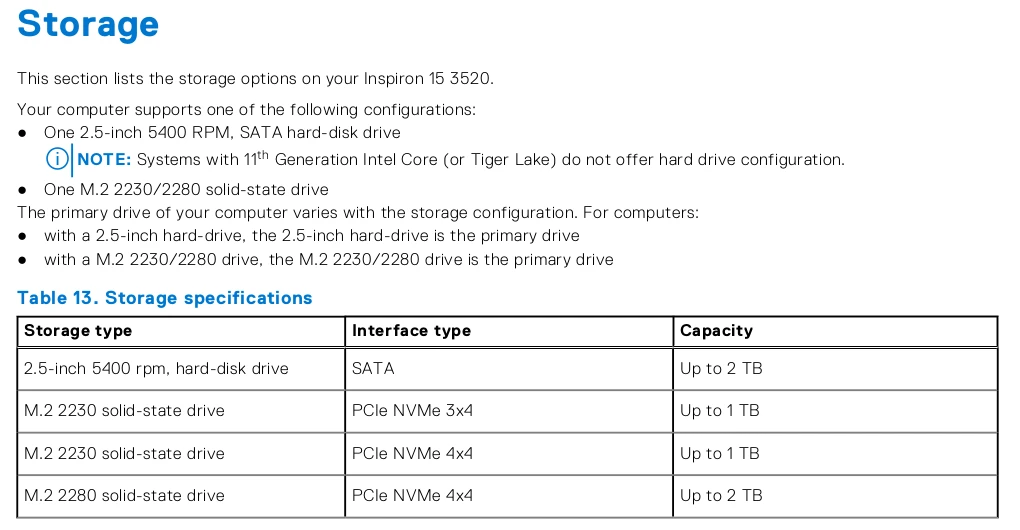 Storage
This section lists the storage options on your Inspiron 15 3520.
Your computer supports one of the following configurations:
● One 2.5-inch 5400 RPM, SATA hard-disk drive
NOTE: Systems with 11th Generation Intel Core (or Tiger Lake) do not offer hard drive configuration.
● One M.2 2230/2280 solid-state drive
The primary drive of your computer varies with the storage configuration. For computers:
● with a 2.5-inch hard-drive, the 2.5-inch hard-drive is the primary drive
● with a M.2 2230/2280 drive, the M.2 2230/2280 drive is the primary drive
Table 13. Storage specifications
Storage type Interface type Capacity
2.5-inch 5400 rpm, hard-disk drive SATA Up to 2 TB
M.2 2230 solid-state drive PCIe NVMe 3x4 Up to 1 TB
M.2 2230 solid-state drive PCIe NVMe 4x4 Up to 1 TB
M.2 2280 solid-state drive PCIe NVMe 4x4 Up to 2 TB